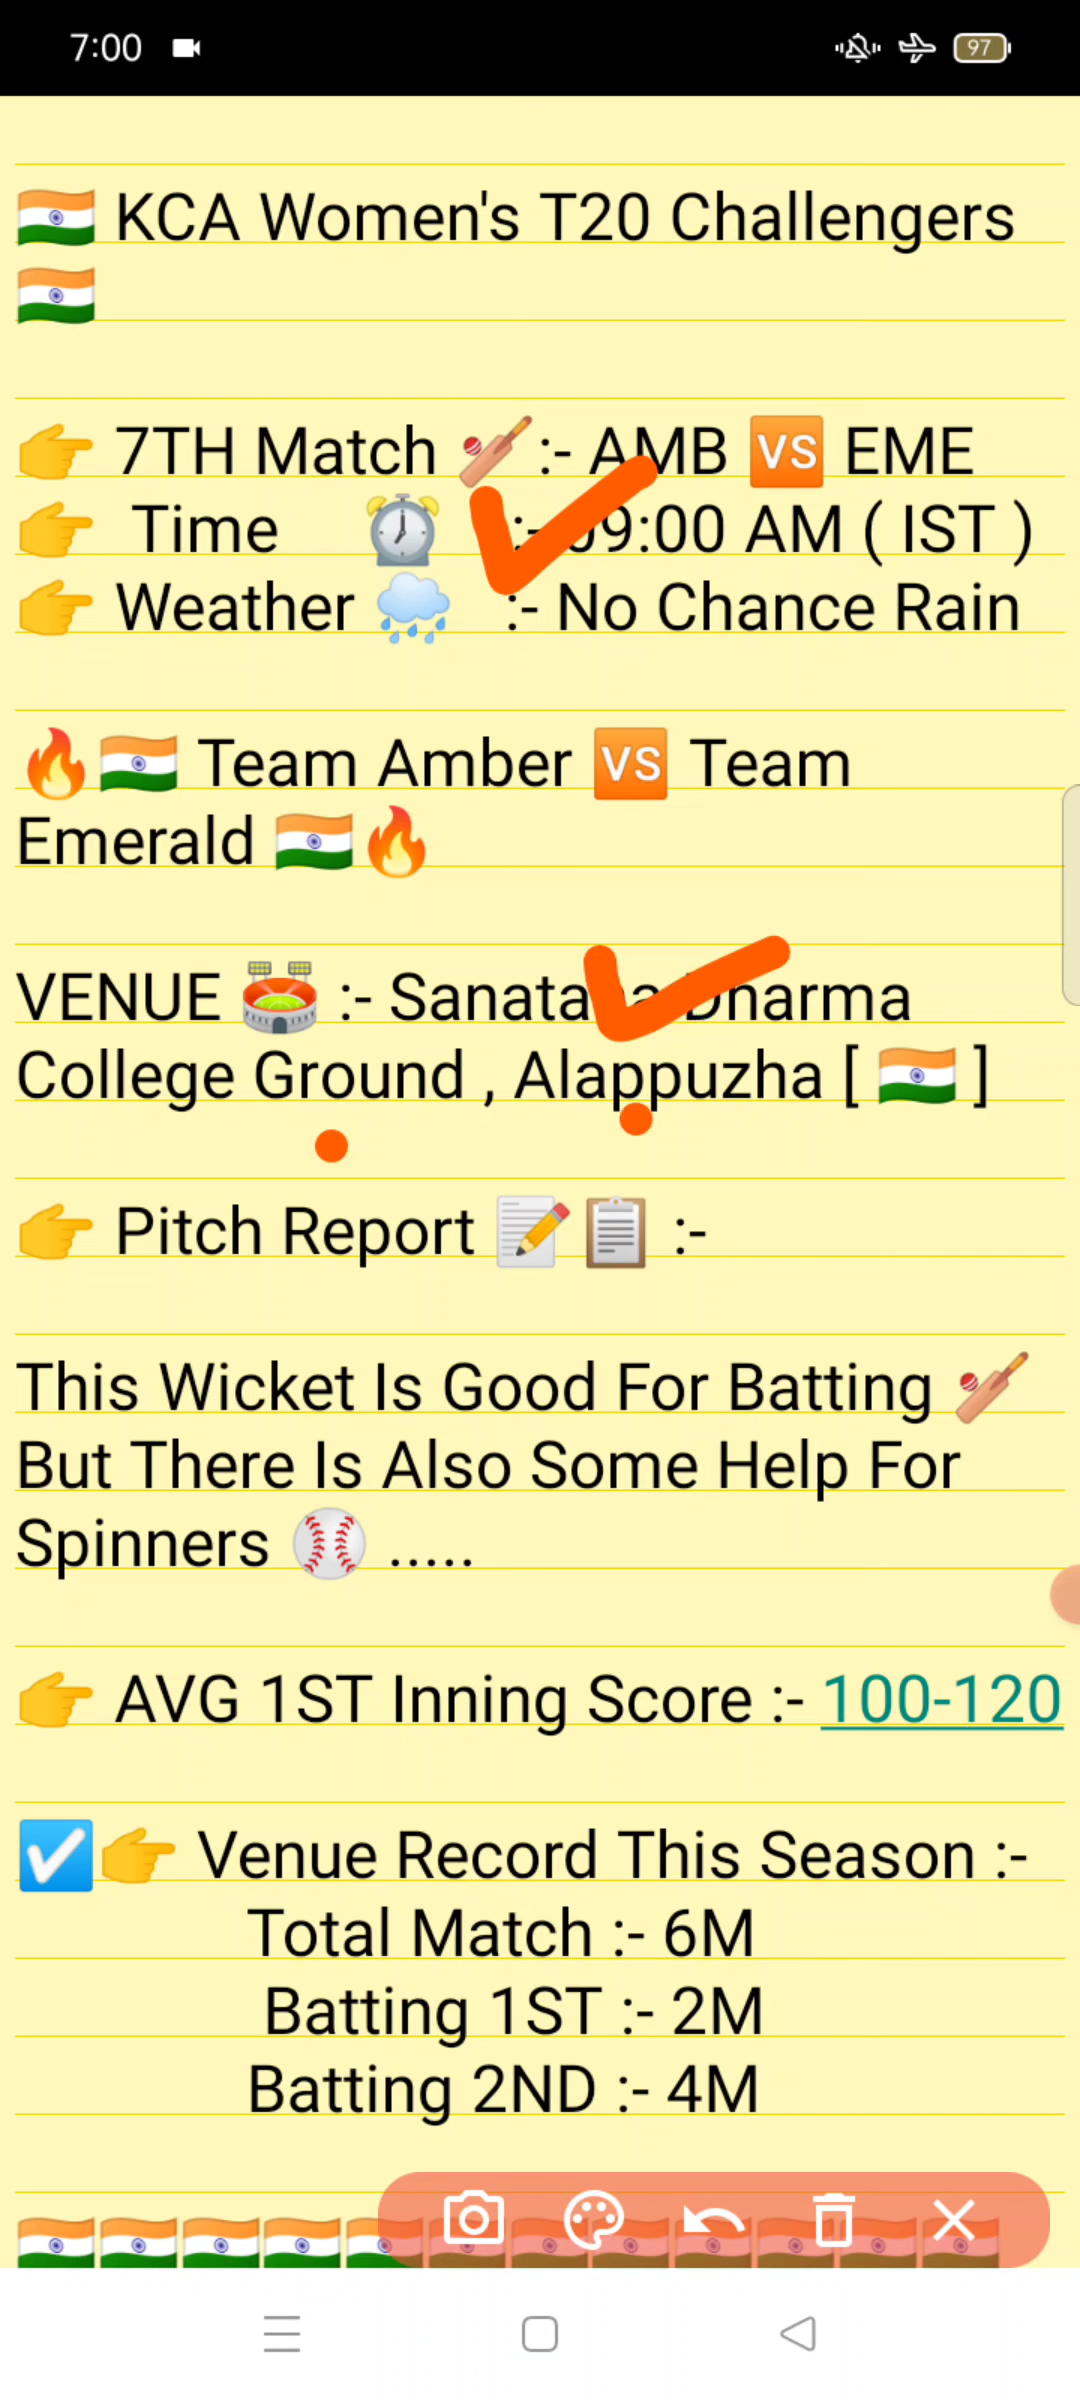 7:00
97
🇮🇳 KCA Women's T20 Challengers
🇮🇳
👉 7TH Match 🏏 :- AMB 🆚 EME
👉 Time ⏰ :- 09:00 AM ( IST )
👉 Weather 🌧️ :- No Chance Rain
🔥🇮🇳 Team Amber 🆚 Team
Emerald 🇮🇳🔥
VENUE 🏟️ :- Sanatana Dharma
College Ground , Alappuzha [ 🇮🇳 ]
👉 Pitch Report 📝📋 :-
This Wicket Is Good For Batting 🏏
But There Is Also Some Help For
Spinners ⚾ .....
👉 AVG 1ST Inning Score :- 100-120
☑️👉 Venue Record This Season :-
Total Match :- 6M
Batting 1ST :- 2M
Batting 2ND :- 4M